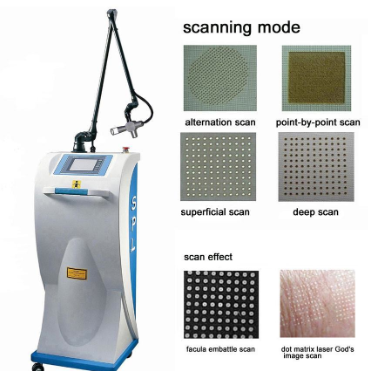 scanning mode
alternation scan
point-by-point scan
superficial scan
deep scan
scan effect
facula embattle scan
dot matrix laser God's
image scan